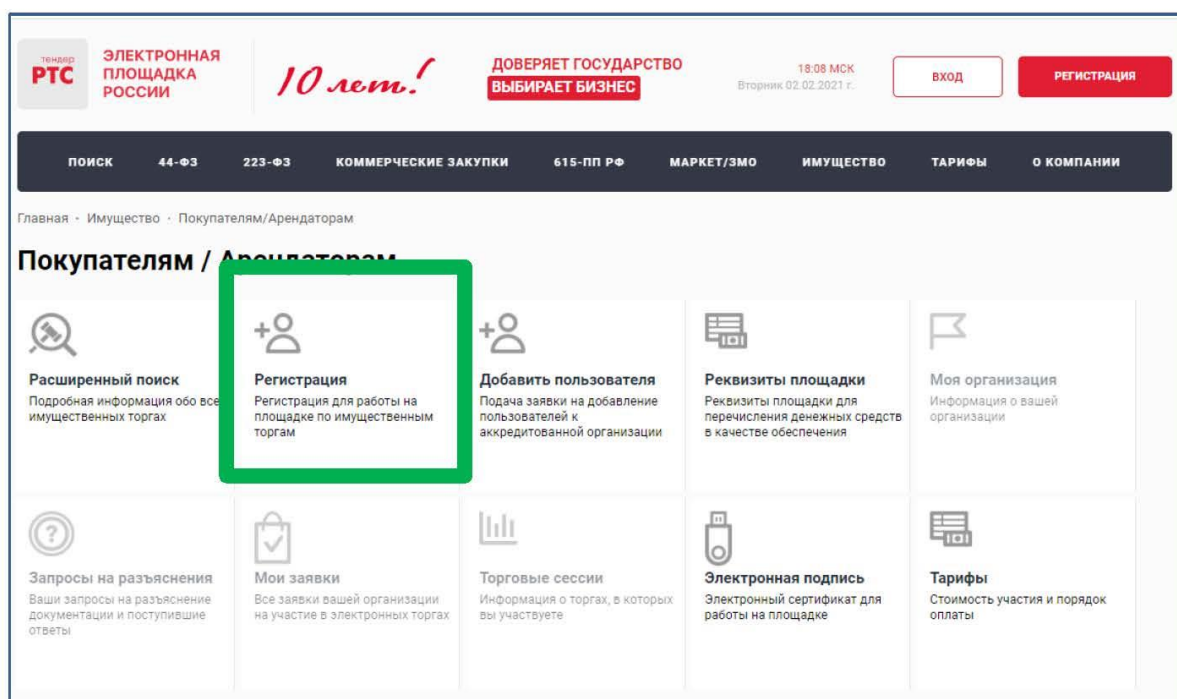 тендер
РТС
ЭЛЕКТРОННАЯ
ПЛОЩАДКА
РОССИИ
10 лет!
ДОВЕРЯЕТ ГОСУДАРСТВО
ВЫБИРАЕТ БИЗНЕС
18:08 МСК
Вторник 02.02.2021 г.
ВХОД
РЕГИСТРАЦИЯ
ПОИСК 44-ФЗ 223-ФЗ КОММЕРЧЕСКИЕ ЗАКУПКИ 615-ПП РФ МАРКЕТ/ЗМО ИМУЩЕСТВО ТАРИФЫ О КОМПАНИИ
Главная · Имущество · Покупателям/Арендаторам
Покупателям / Арендаторам
Расширенный поиск
Подробная информация обо все
имущественных торгах
Регистрация
Регистрация для работы на
площадке по имущественным
торгам
Добавить пользователя
Подача заявки на добавление
пользователей к
аккредитованной организации
Реквизиты площадки
Реквизиты площадки для
перечисления денежных средств
в качестве обеспечения
Моя организация
Информация о вашей
организации
Запросы на разъяснения
Ваши запросы на разъяснение
документации и поступившие
ответы
Мои заявки
Все заявки вашей организации
на участие в электронных торгах
Торговые сессии
Информация о торгах, в которых
вы участвуете
Электронная подпись
Электронный сертификат для
работы на площадке
Тарифы
Стоимость участия и порядок
оплаты